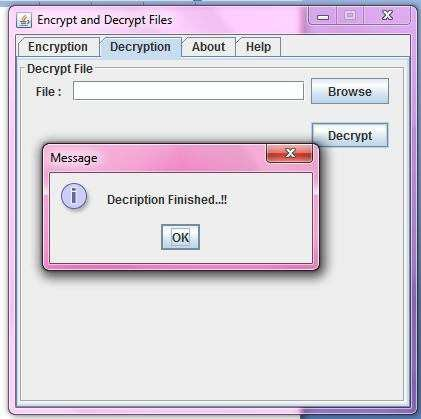 Encrypt and Decrypt Files
Encryption Decryption About Help
Decrypt File
File : Browse
Decrypt
Message
Decription Finished..!!
OK